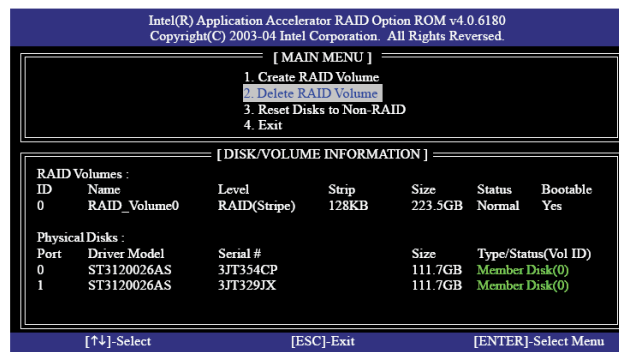 Intel(R) Application Accelerator RAID Option ROM v4.0.6180
Copyright(C) 2003-04 Intel Corporation. All Rights Reversed.
[ MAIN MENU ]
1. Create RAID Volume
2. Delete RAID Volume
3. Reset Disks to Non-RAID
4. Exit
[ DISK/VOLUME INFORMATION ]
RAID Volumes :
ID Name Level Strip Size Status Bootable
0 RAID_Volume0 RAID(Stripe) 128KB 223.5GB Normal Yes
Physical Disks :
Port Driver Model Serial # Size Type/Status(Vol ID)
0 ST3120026AS 3JT354CP 111.7GB Member Disk(0)
1 ST3120026AS 3JT329JX 111.7GB Member Disk(0)
[↑↓]-Select [ESC]-Exit [ENTER]-Select Menu